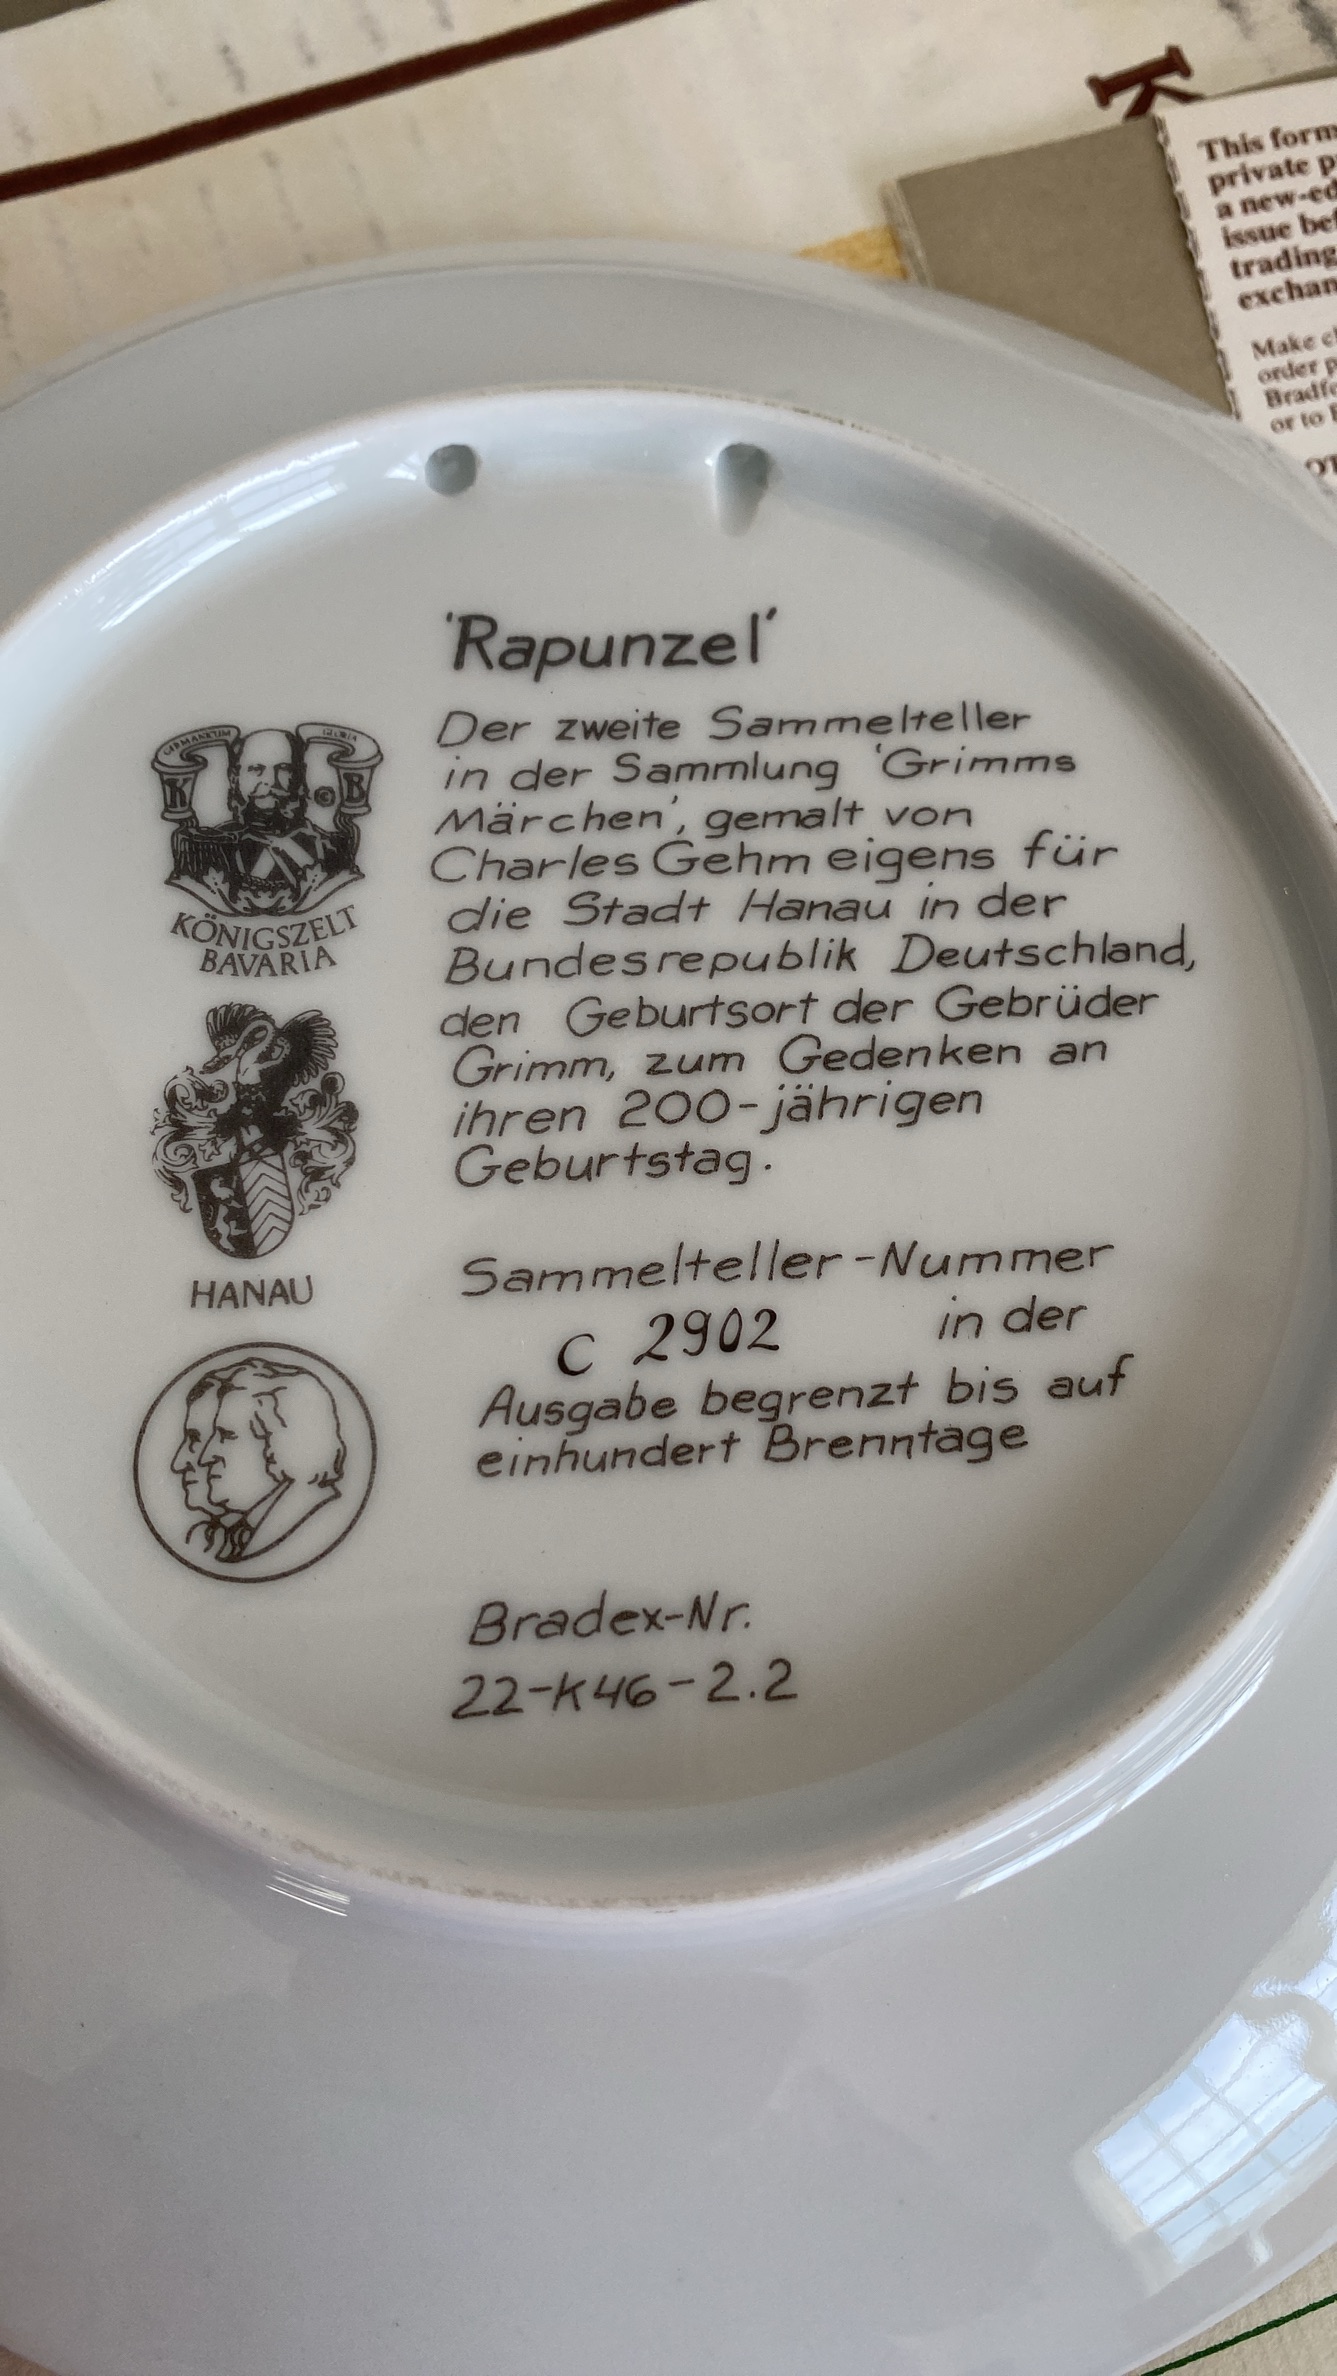 K
This form
private p
a new-ed
issue bef
trading
exchan
Make c
order p
Bradfo
or to
'Rapunzel'
Der zweite Sammelteller
in der Sammlung 'Grimms
Märchen', gemalt von
Charles Gehm eigens für
die Stadt Hanau in der
Bundesrepublik Deutschland,
den Geburtsort der Gebrüder
Grimm, zum Gedenken an
ihren 200-jährigen
Geburtstag.
GERMANICUM GLORIA
K © B
KÖNIGSZELT
BAVARIA
HANAU
Sammelteller-Nummer
C 2902 in der
Ausgabe begrenzt bis auf
einhundert Brenntage
Bradex-Nr.
22-K46-2.2